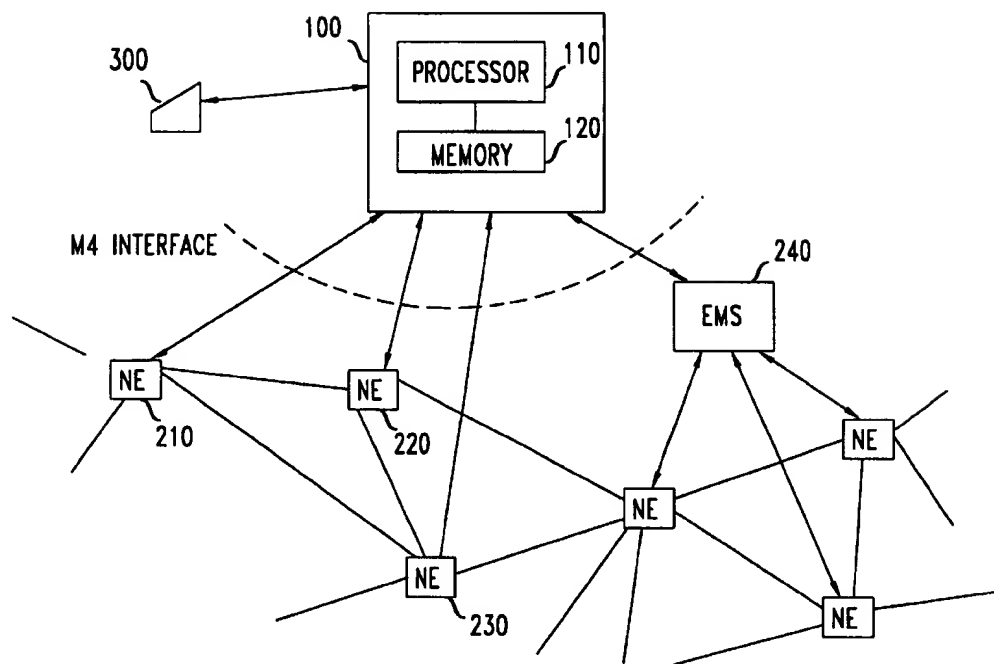 100
300
PROCESSOR
110
MEMORY
120
M4 INTERFACE
240
EMS
NE
210
NE
220
NE
NE
NE
230
NE